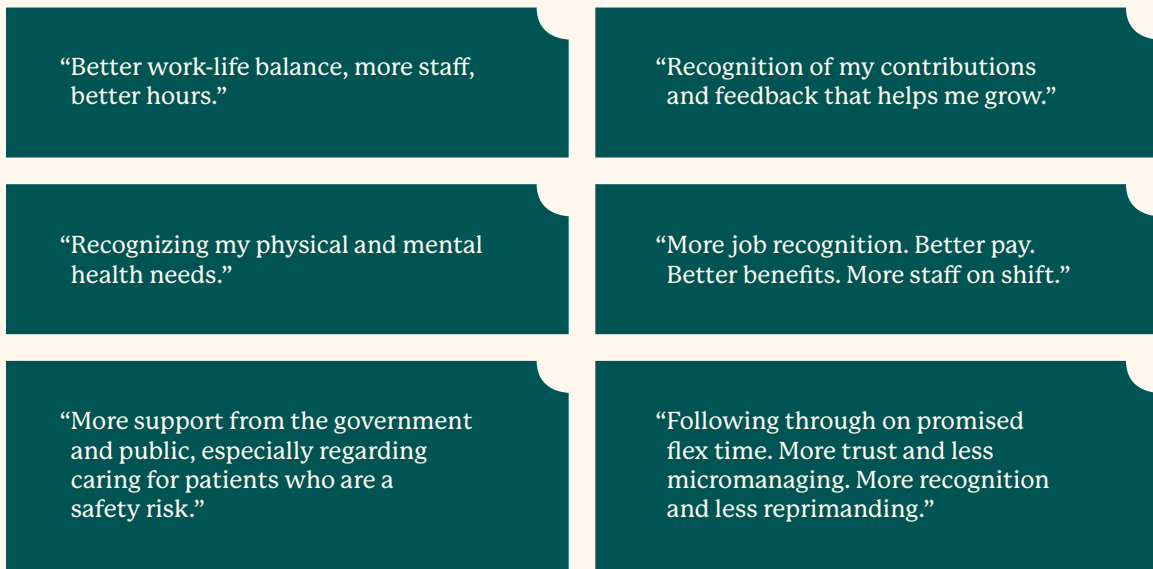 “Better work-life balance, more staff,
better hours.”
“Recognition of my contributions
and feedback that helps me grow.”
“Recognizing my physical and mental
health needs.”
“More job recognition. Better pay.
Better benefits. More staff on shift.”
“More support from the government
and public, especially regarding
caring for patients who are a
safety risk.”
“Following through on promised
flex time. More trust and less
micromanaging. More recognition
and less reprimanding.”